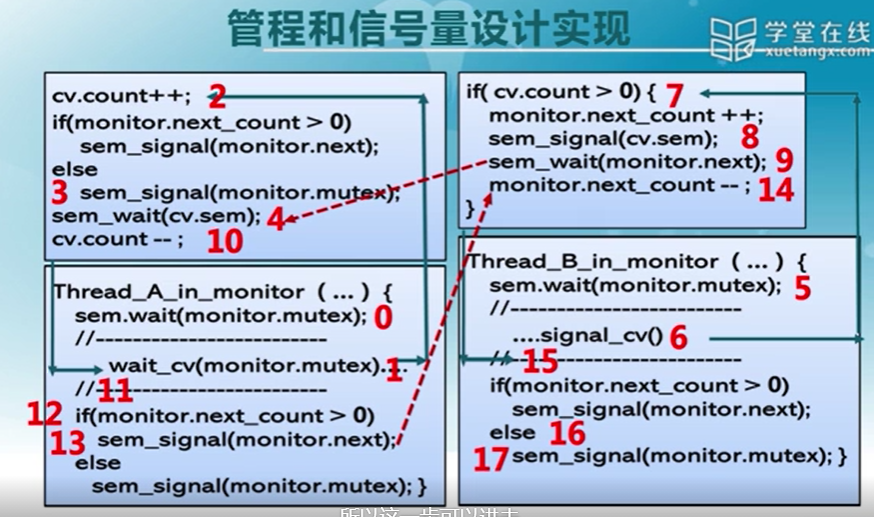 管程和信号量设计实现
学堂在线
xuetangx.com
cv.count++; 2
if(monitor.next_count > 0)
sem_signal(monitor.next);
else
3 sem_signal(monitor.mutex);
sem_wait(cv.sem); 4
cv.count -- ; 10
if( cv.count > 0) { 7
monitor.next_count ++;
sem_signal(cv.sem); 8
sem_wait(monitor.next); 9
monitor.next_count -- ; 14
}
Thread_A_in_monitor (...) {
sem.wait(monitor.mutex); 0
//--------------------------
wait_cv(monitor.mutex)... 1
//--------------------------
11
12 if(monitor.next_count > 0)
13 sem_signal(monitor.next);
else
sem_signal(monitor.mutex); }
Thread_B_in_monitor (...) {
sem.wait(monitor.mutex); 5
//--------------------------
....signal_cv() 6
//--------------------------
15
if(monitor.next_count > 0)
sem_signal(monitor.next);
else 16
17 sem_signal(monitor.mutex); }
所以这一步可以进去